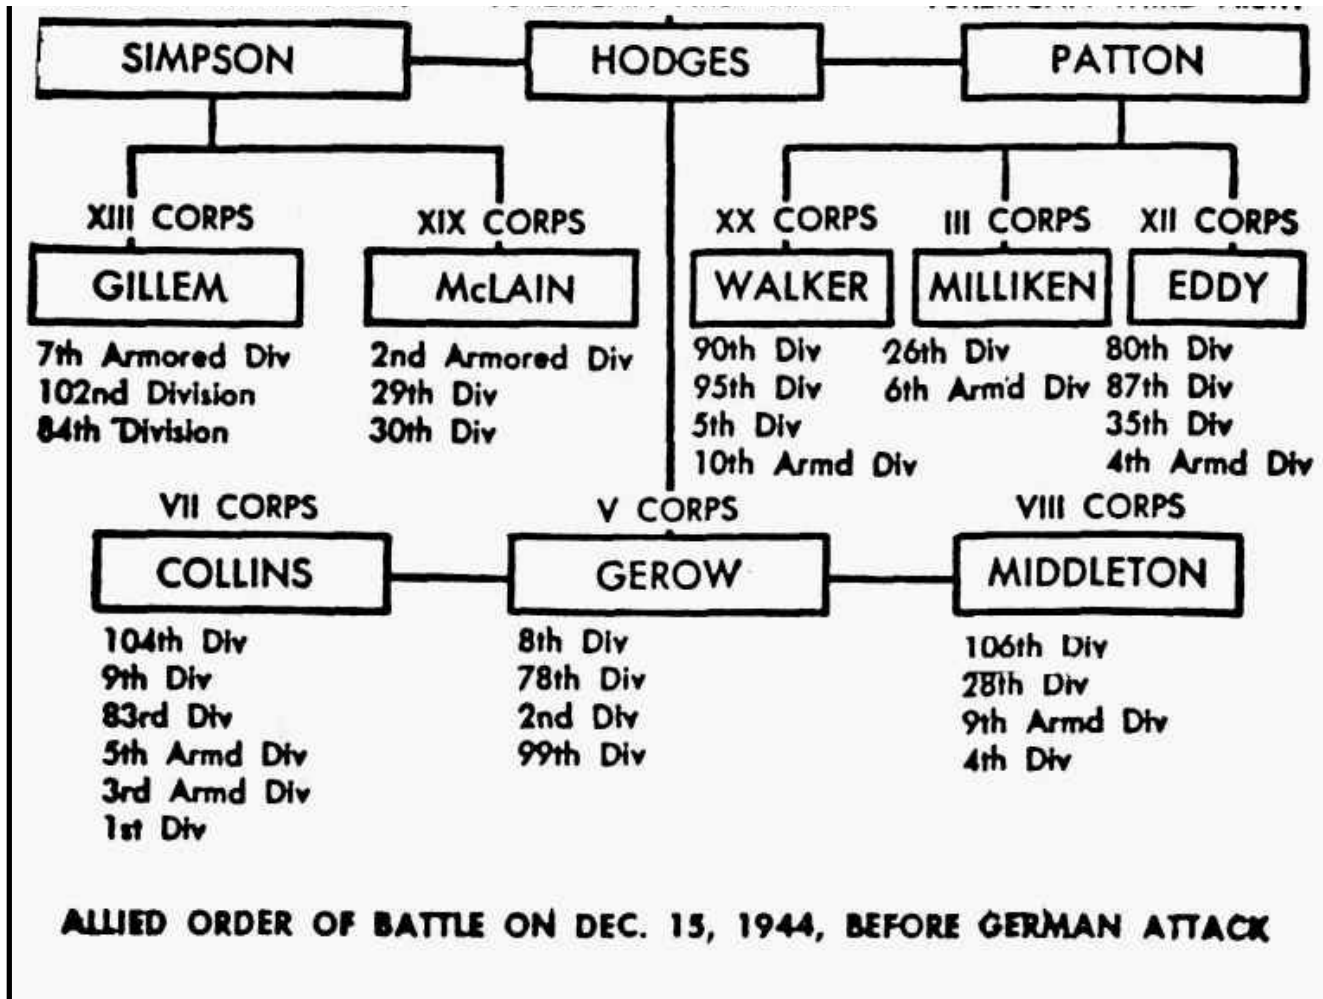 SIMPSON HODGES PATTON
XIII CORPS XIX CORPS XX CORPS III CORPS XII CORPS
GILLEM McLAIN WALKER MILLIKEN EDDY
7th Armored Div
102nd Division
84th Division
2nd Armored Div
29th Div
30th Div
90th Div
95th Div
5th Div
10th Armd Div
26th Div
6th Arm'd Div
80th Div
87th Div
35th Div
4th Armd Div
VII CORPS V CORPS VIII CORPS
COLLINS GEROW MIDDLETON
104th Div
9th Div
83rd Div
5th Armd Div
3rd Armd Div
1st Div
8th Div
78th Div
2nd Div
99th Div
106th Div
28th Div
9th Armd Div
4th Div
ALLIED ORDER OF BATTLE ON DEC. 15, 1944, BEFORE GERMAN ATTACK